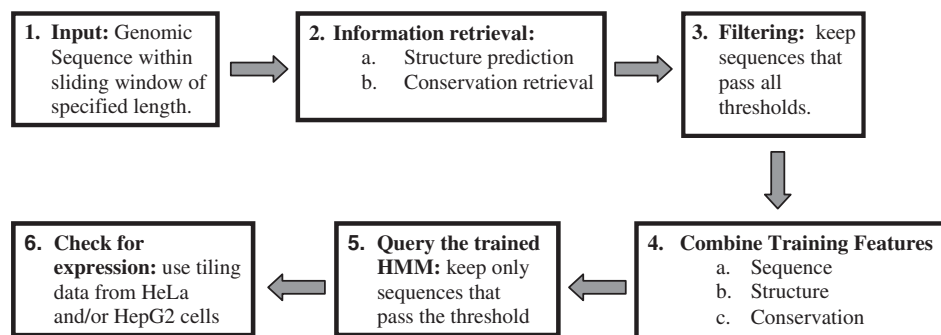 1. Input: Genomic
Sequence within
sliding window of
specified length.
2. Information retrieval:
a. Structure prediction
b. Conservation retrieval
3. Filtering: keep
sequences that
pass all
thresholds.
4. Combine Training Features
a. Sequence
b. Structure
c. Conservation
5. Query the trained
HMM: keep only
sequences that
pass the threshold
6. Check for
expression: use tiling
data from HeLa
and/or HepG2 cells